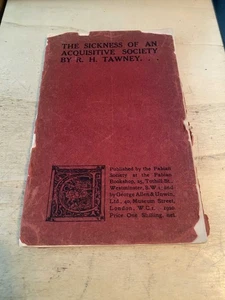 THE SICKNESS OF AN
ACQUISITIVE SOCIETY
BY R. H. TAWNEY. . .
Published by the Fabian
Society at the Fabian
Bookshop, 25, Tothill St.,
Westminster, S.W. 1, and
by George Allen & Unwin,
Ltd., 40, Museum Street,
London, W.C. 1 1920.
Price One Shilling, net.